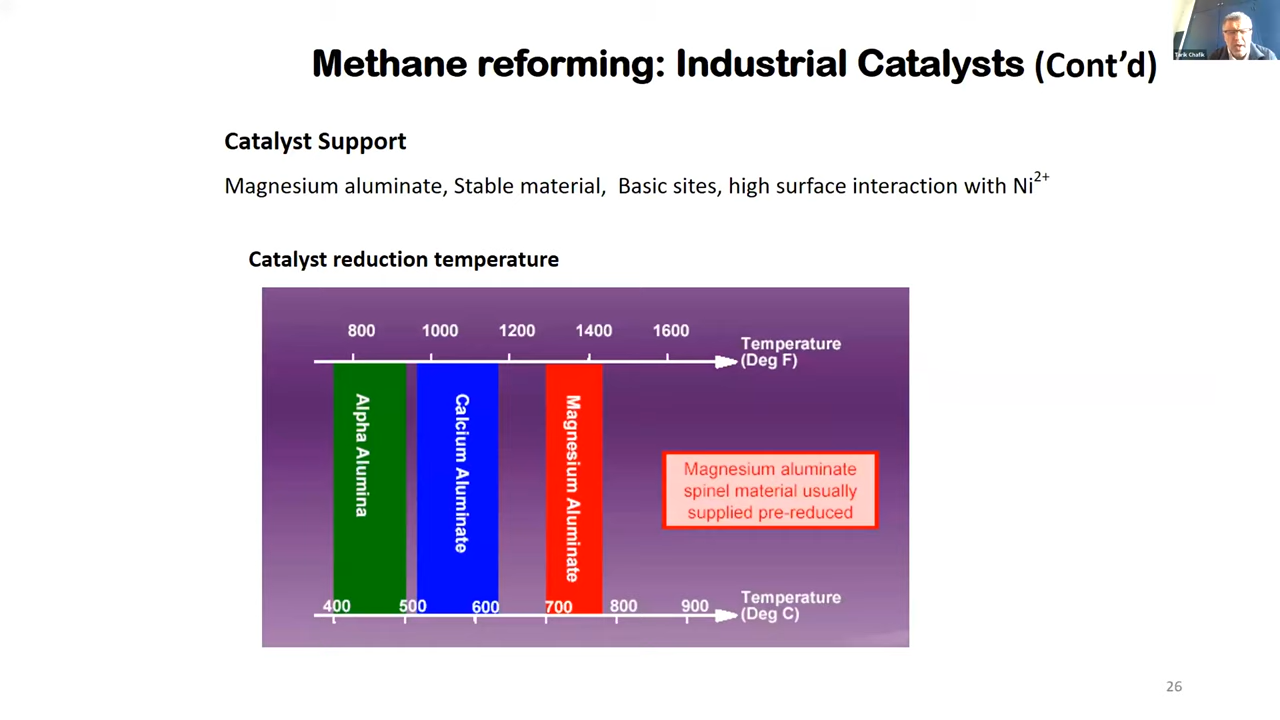 Methane reforming: Industrial Catalysts (Cont'd)
Tarik Chafik
Catalyst Support
Magnesium aluminate, Stable material,  Basic sites, high surface interaction with Ni2+
Catalyst reduction temperature
800 1000 1200 1400 1600
Temperature
(Deg F)
Alpha Alumina
Calcium Aluminate
Magnesium Aluminate
Magnesium aluminate
spinel material usually
supplied pre-reduced
400 500 600 700 800 900
Temperature
(Deg C)
26